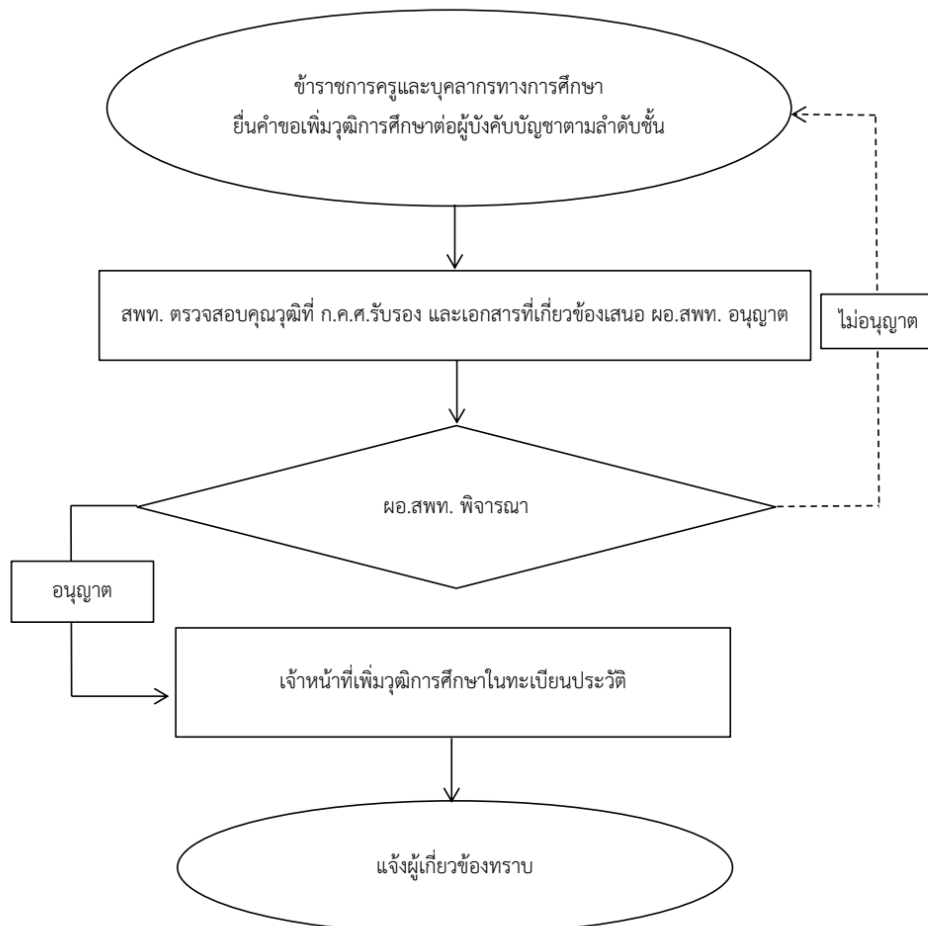 ข้าราชการครูและบุคลากรทางการศึกษา
ยื่นคำขอเพิ่มวุฒิการศึกษาต่อผู้บังคับบัญชาตามลำดับชั้น
สพท. ตรวจสอบคุณวุฒิที่ ก.ค.ศ.รับรอง และเอกสารที่เกี่ยวข้องเสนอ ผอ.สพท. อนุญาต
ไม่อนุญาต
ผอ.สพท. พิจารณา
อนุญาต
เจ้าหน้าที่เพิ่มวุฒิการศึกษาในทะเบียนประวัติ
แจ้งผู้เกี่ยวข้องทราบ